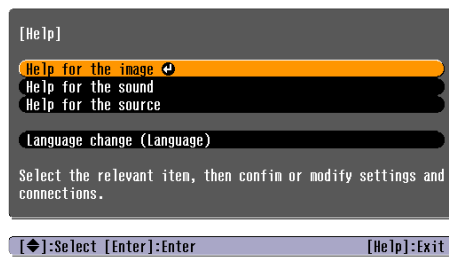 [Help]
Help for the image
Help for the sound
Help for the source
Language change (Language)
Select the relevant item, then confim or modify settings and
connections.
[◆]:Select [Enter]:Enter [Help]:Exit